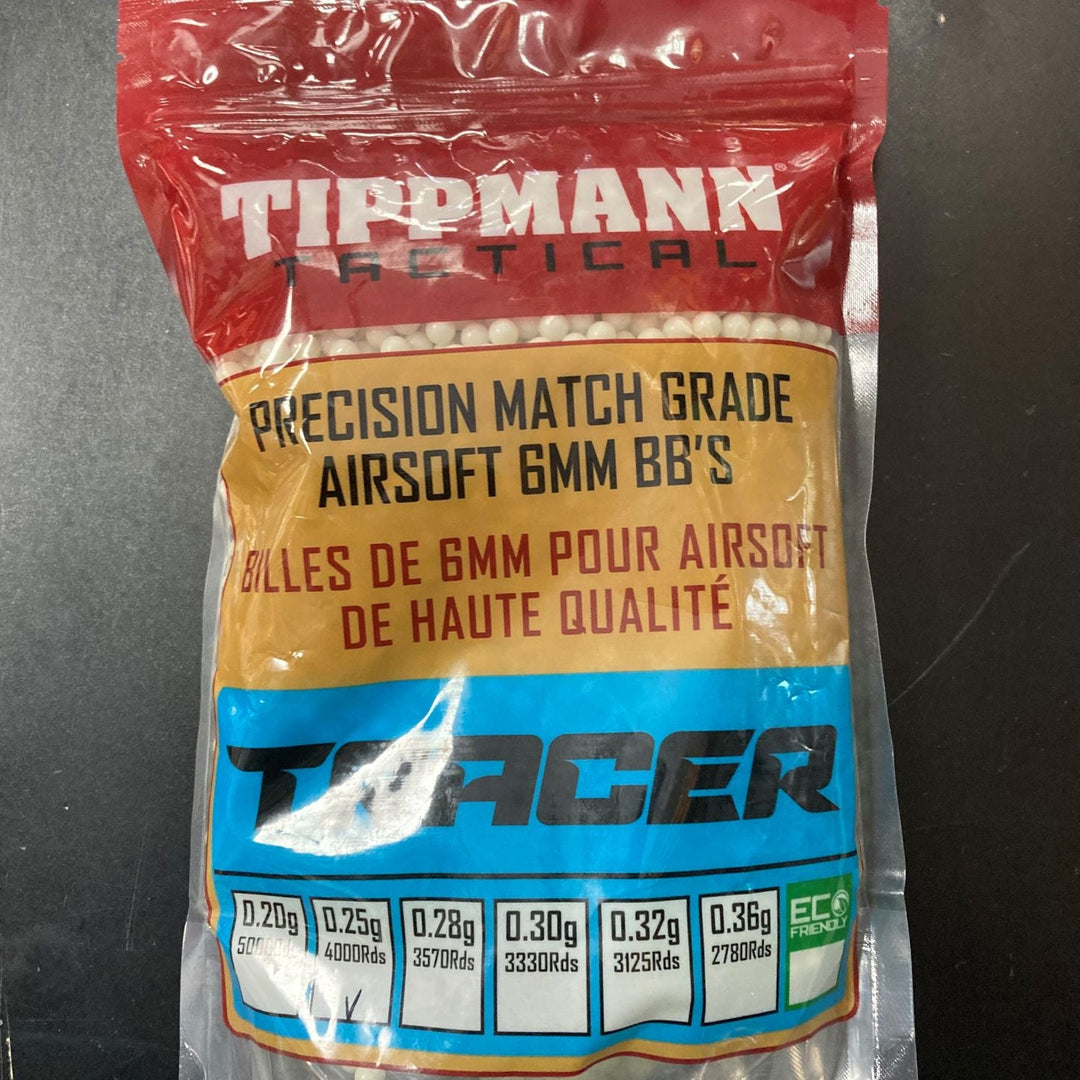 TIPPMANN®
TACTICAL
PRECISION MATCH GRADE
AIRSOFT 6MM BB'S
BILLES DE 6MM POUR AIRSOFT
DE HAUTE QUALITÉ
TRACER
0.20g 0.25g 0.28g 0.30g 0.32g 0.36g ECO
4000Rds 3570Rds 3330Rds 3125Rds 2780Rds FRIENDLY